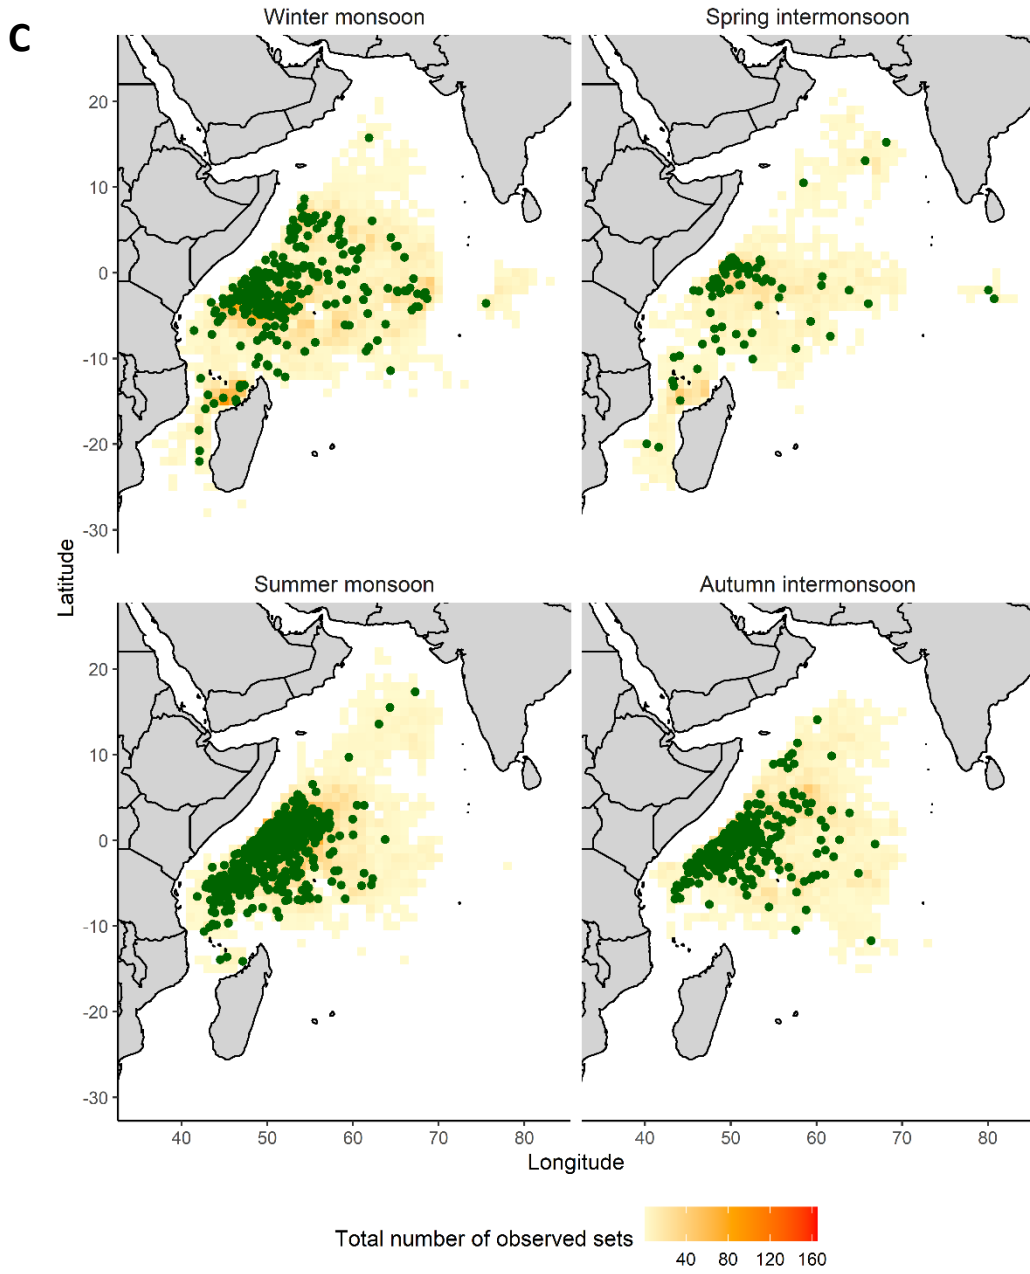 C
Winter monsoon
Spring intermonsoon
20
10
0
-10
-20
-30
Latitude
Summer monsoon
Autumn intermonsoon
20
10
0
-10
-20
-30
40 50 60 70 80
40 50 60 70 80
Longitude
Total number of observed sets
40 80 120 160